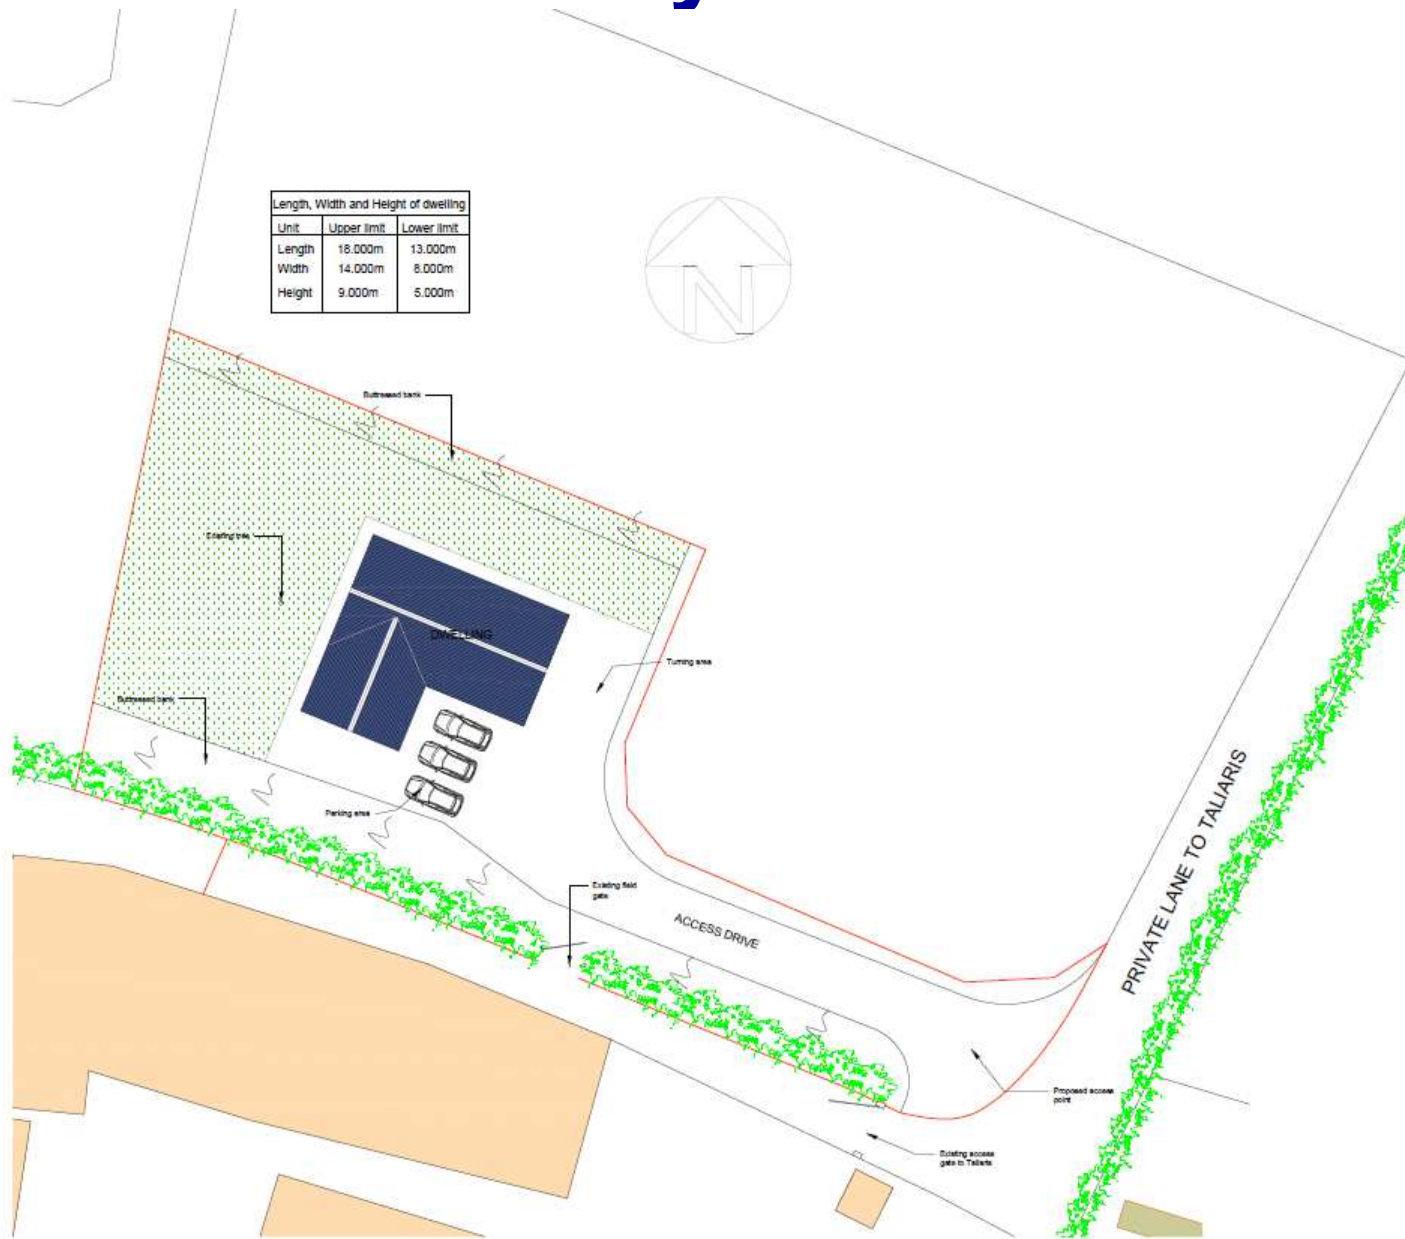 Length, Width and Height of dwelling
Unit Upper limit Lower limit
Length 18.000m 13.000m
Width 14.000m 8.000m
Height 9.000m 5.000m
N
Buttressed bank
Existing tree
DWELLING
Turning area
Buttressed bank
Parking area
Existing field
gate
ACCESS DRIVE
PRIVATE LANE TO TALIARIS
Proposed access
point
Existing access
gate to Taliaris